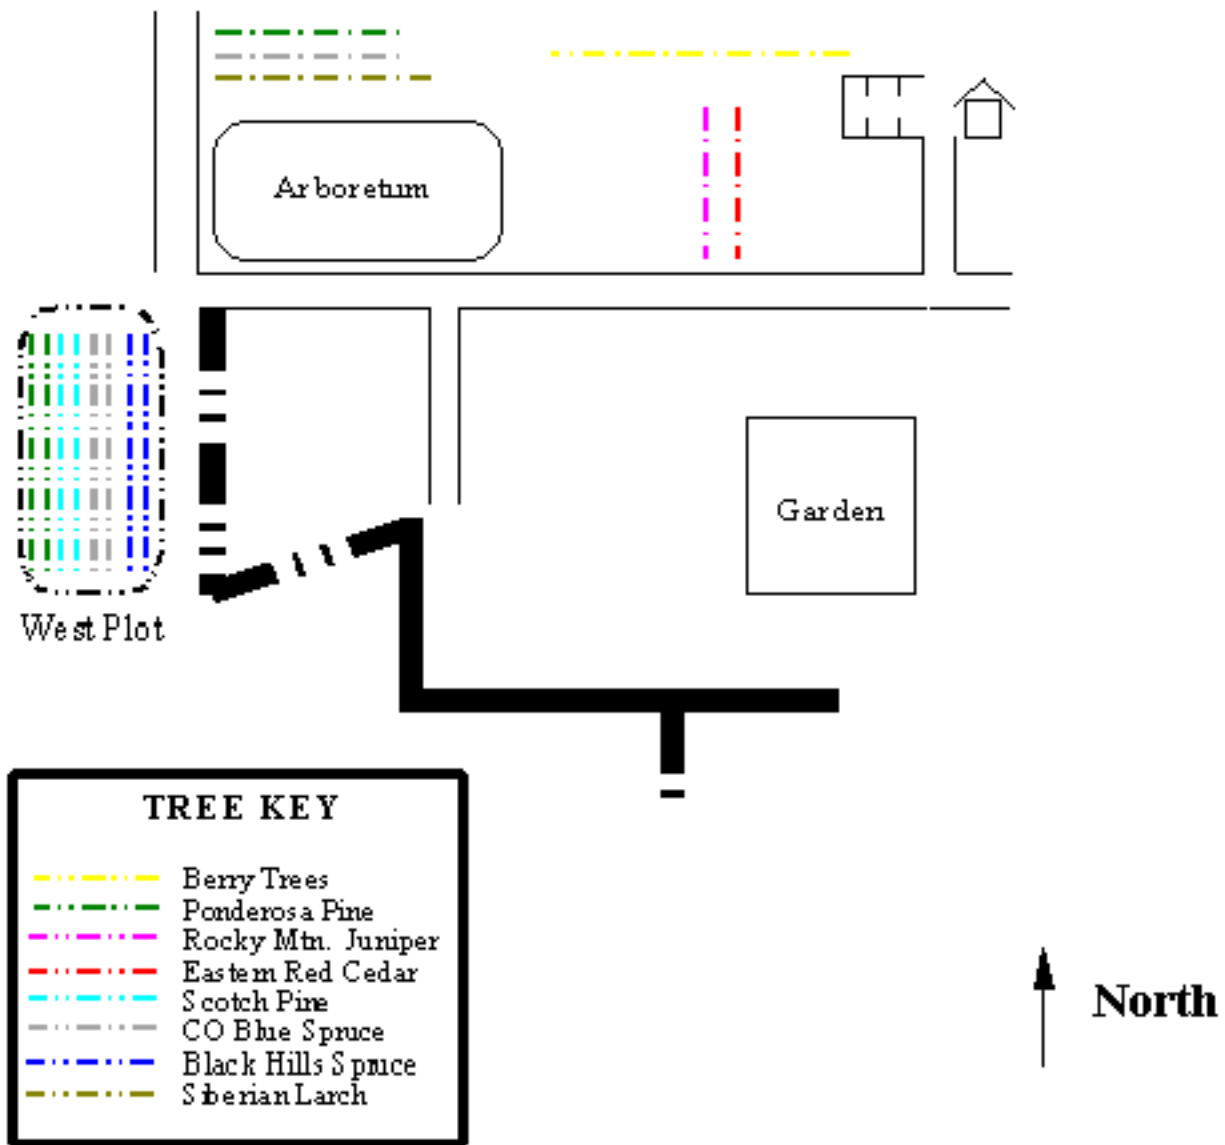 Arboretum
Garden
West Plot
TREE KEY
Berry Trees
Ponderosa Pine
Rocky Mtn. Juniper
Eastern Red Cedar
Scotch Pine
CO Blue Spruce
Black Hills Spruce
Siberian Larch
North